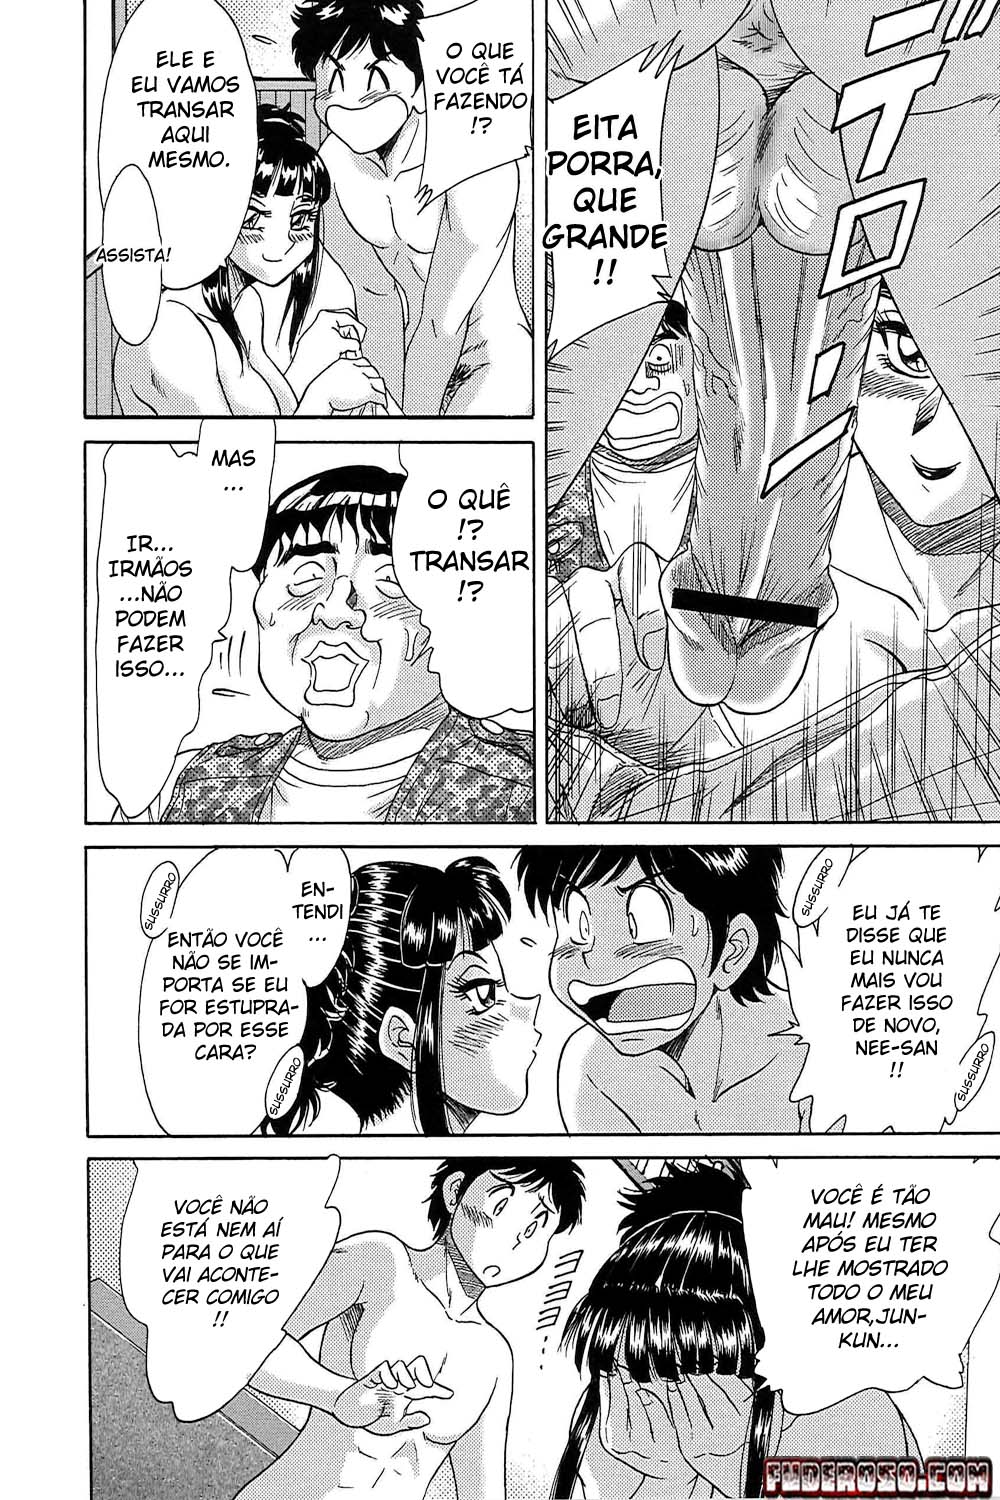 EITA
PORRA,
QUE
GRANDE
!!
O QUE
VOCÊ TÁ
FAZENDO
!?
ELE E
EU VAMOS
TRANSAR
AQUI
MESMO.
ASSISTA!
O QUÊ
!?
TRANSAR
!?
MAS
...
IR...
IRMÃOS
...NÃO
PODEM
FAZER
ISSO...
SUSSURRO
EU JÁ TE
DISSE QUE
EU NUNCA
MAIS VOU
FAZER ISSO
DE NOVO,
NEE-SAN
!!
SUSSURRO
EN-
TENDI
...
SUSSURRO
ENTÃO VOCÊ
NÃO SE IM-
PORTA SE EU
FOR ESTUPRA-
DA POR ESSE
CARA?
SUSSURRO
VOCÊ É TÃO
MAU! MESMO
APÓS EU TER
LHE MOSTRADO
TODO O MEU
AMOR,JUN-
KUN...
VOCÊ NÃO
ESTÁ NEM AÍ
PARA O QUE
VAI ACONTE-
CER COMIGO
!!
FUDEROSO.COM